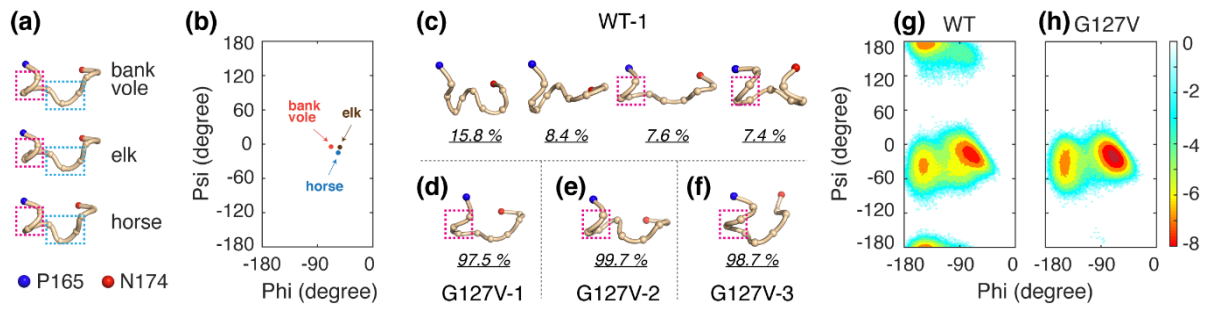 (a)
bank
vole
elk
horse
P165 N174
(b)
180
120
60
0
-60
-120
-180
-180 -90 0
Psi (degree)
Phi (degree)
bank
vole
elk
horse
(c) WT-1
15.8 % 8.4 % 7.6 % 7.4 %
(d) (e) (f)
97.5 % 99.7 % 98.7 %
G127V-1 G127V-2 G127V-3
(g) WT (h) G127V
180
120
60
0
-60
-120
-180
-180 -90 0 -180 -90 0
Psi (degree)
Phi (degree) Phi (degree)
0
-2
-4
-6
-8